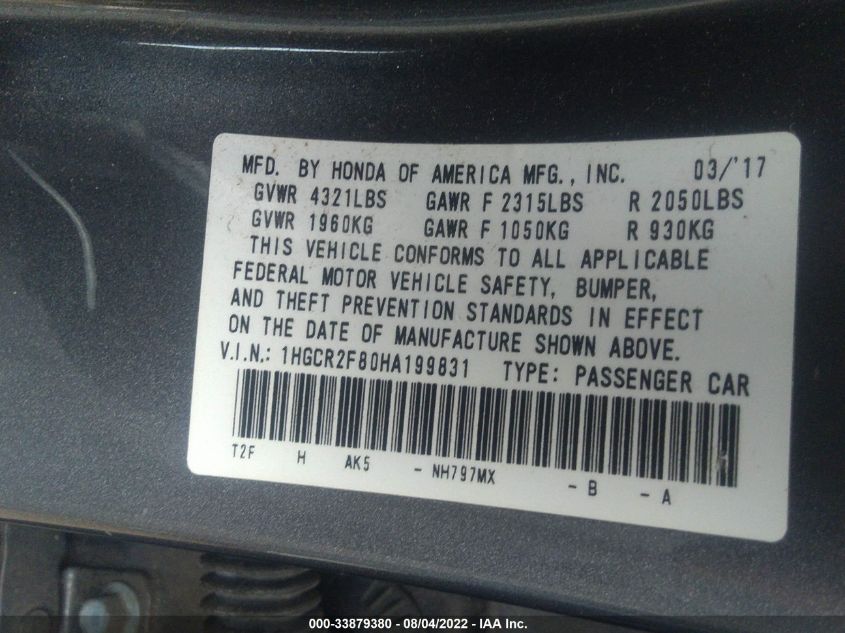 MFD. BY HONDA OF AMERICA MFG., INC. 03/'17
GVWR 4321LBS GAWR F 2315LBS R 2050LBS
GVWR 1960KG GAWR F 1050KG R 930KG
THIS VEHICLE CONFORMS TO ALL APPLICABLE
FEDERAL MOTOR VEHICLE SAFETY, BUMPER,
AND THEFT PREVENTION STANDARDS IN EFFECT
ON THE DATE OF MANUFACTURE SHOWN ABOVE.
V.I.N.: 1HGCR2F80HA199831 TYPE: PASSENGER CAR
T2F H AK5 - NH797MX - B - A
000-33879380 - 08/04/2022 - IAA Inc.